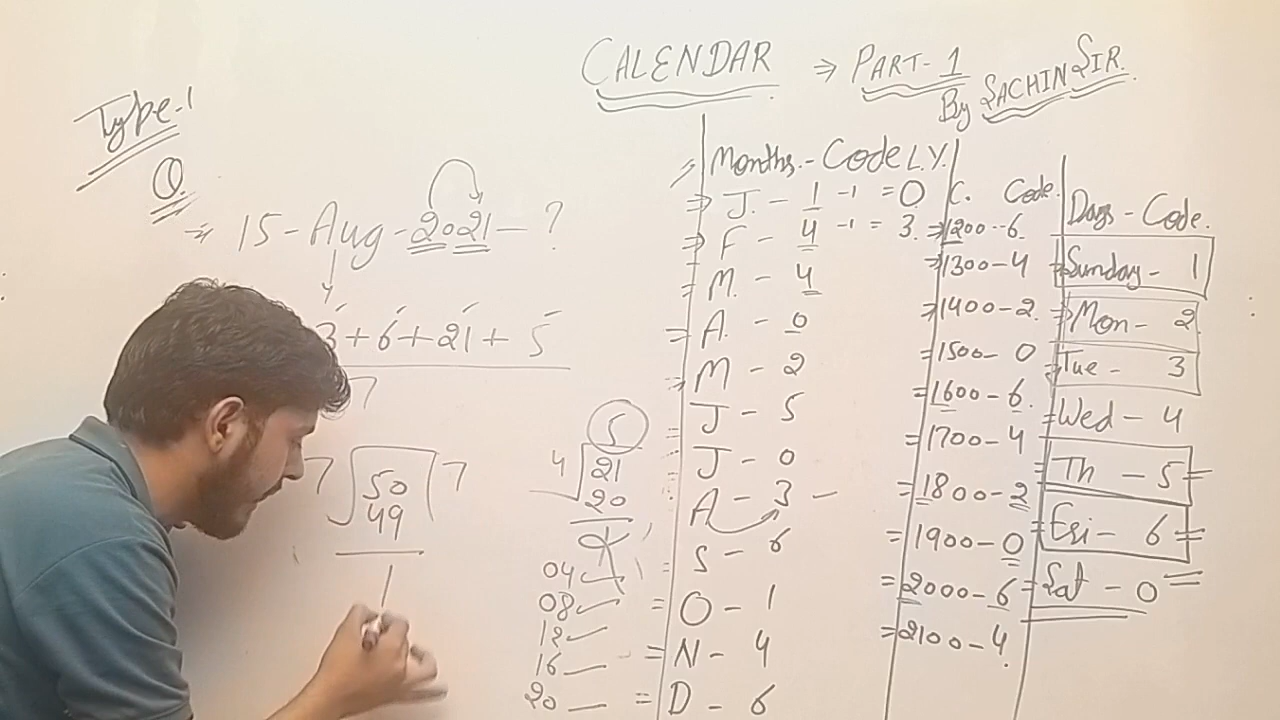 CALENDAR ⇒ PART-1
By SACHIN SIR.
Type-1
Q.
⇒ 15-Aug-2021-?
3+6+21+5
7
7 50 7
49
1
5
4 21
20
04
08
12
16
20
⇒ Months.-Code L.Y.
⇒ J. - 1 -1 = 0
⇒ F - 4 -1 = 3.
= M. - 4
= A. - 0
⇒ M - 2
= J - 5
= J - 0
A - 3 -
= S - 6
= O - 1
= N - 4
= D - 6
C. Code.
⇒ 1200--6.
⇒ 1300-4
⇒ 1400-2.
= 1500- 0
= 1600-6.
⇒ 1700-4
= 1800-2
= 1900-0
= 2000-6
= 2100-4.
Days-Code.
Sunday- 1
Mon- 2
Tue- 3
Wed- 4
Th - 5
Fri- 6
Sat - 0